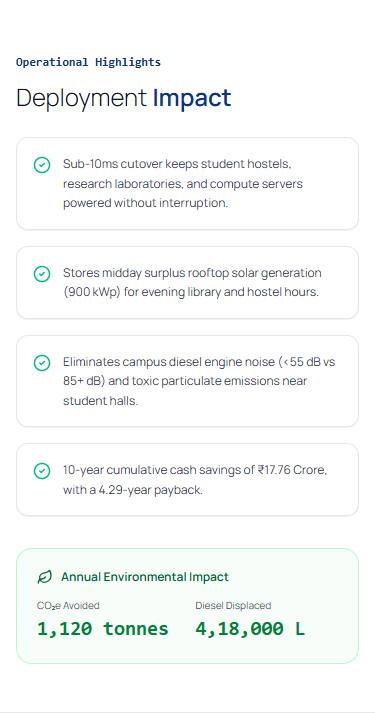 Operational Highlights
Deployment Impact
Sub-10ms cutover keeps student hostels,
research laboratories, and compute servers
powered without interruption.
Stores midday surplus rooftop solar generation
(900 kWp) for evening library and hostel hours.
Eliminates campus diesel engine noise (<55 dB vs
85+ dB) and toxic particulate emissions near
student halls.
10-year cumulative cash savings of ₹17.76 Crore,
with a 4.29-year payback.
Annual Environmental Impact
CO₂e Avoided Diesel Displaced
1,120 tonnes 4,18,000 L